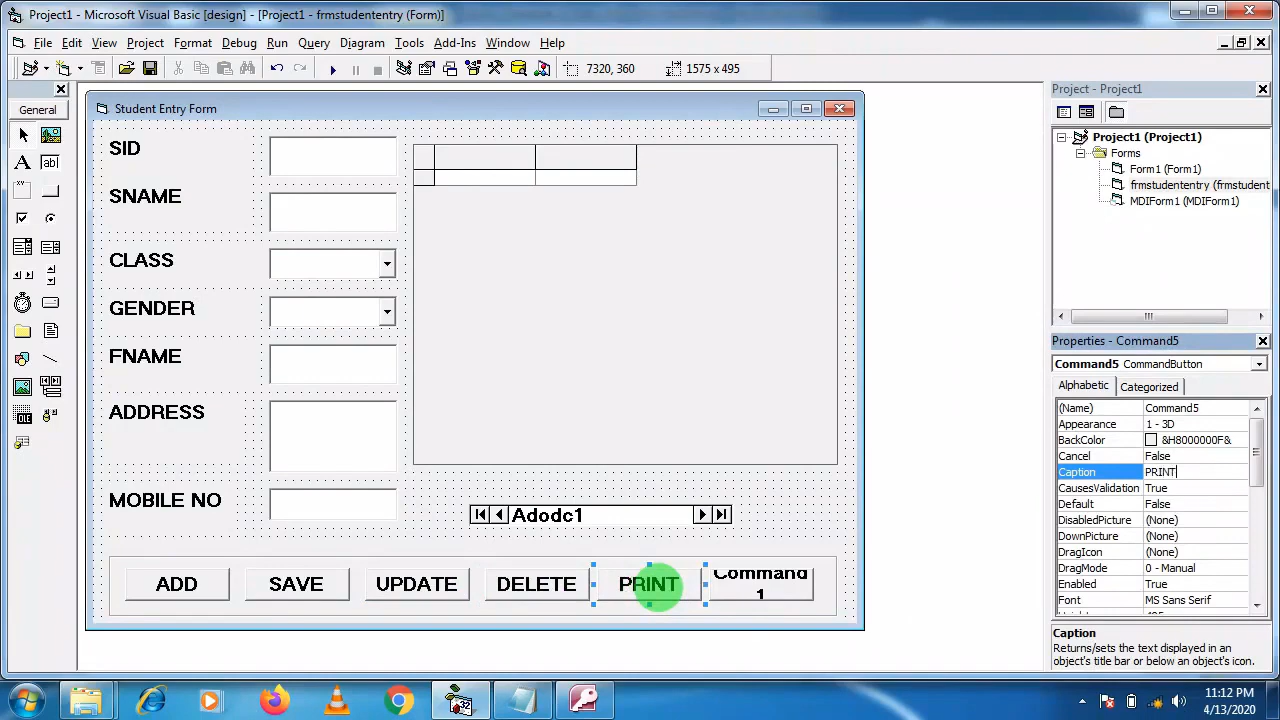 Project1 - Microsoft Visual Basic [design] - [Project1 - frmstudententry (Form)]
File Edit View Project Format Debug Run Query Diagram Tools Add-Ins Window Help
7320, 360 1575 x 495
General
Student Entry Form
SID
SNAME
CLASS
GENDER
FNAME
ADDRESS
MOBILE NO
Adodc1
ADD SAVE UPDATE DELETE PRINT Command
1
Project - Project1
Project1 (Project1)
Forms
Form1 (Form1)
frmstudententry (frmstudent
MDIForm1 (MDIForm1)
Properties - Command5
Command5 CommandButton
Alphabetic Categorized
(Name) Command5
Appearance 1 - 3D
BackColor &H8000000F&
Cancel False
Caption PRINT
CausesValidation True
Default False
DisabledPicture (None)
DownPicture (None)
DragIcon (None)
DragMode 0 - Manual
Enabled True
Font MS Sans Serif
Caption
Returns/sets the text displayed in
an object's title bar or below an object's icon.
32
11:12 PM
4/13/2020